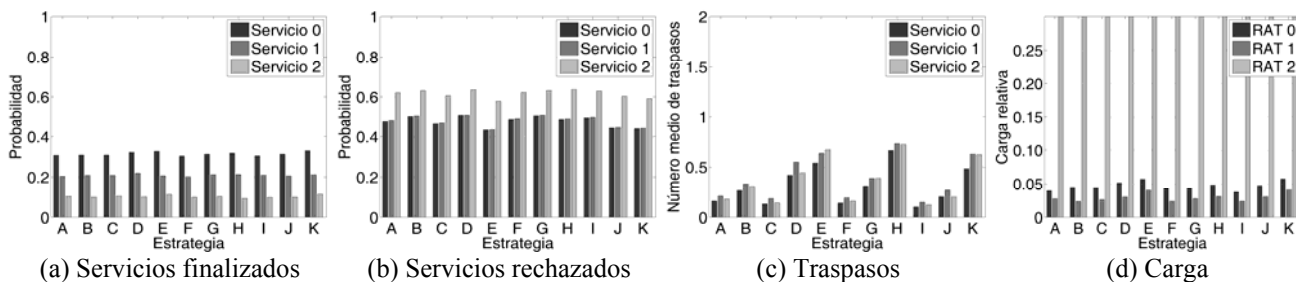 1
0.8
0.6
0.4
0.2
0
Probabilidad
Servicio 0
Servicio 1
Servicio 2
A B C D E F G H I J K
Estrategia
(a) Servicios finalizados
1
0.8
0.6
0.4
0.2
0
Probabilidad
Servicio 0
Servicio 1
Servicio 2
A B C D E F G H I J K
Estrategia
(b) Servicios rechazados
2
1.5
1
0.5
0
Número medio de traspasos
Servicio 0
Servicio 1
Servicio 2
A B C D E F G H I J K
Estrategia
(c) Traspasos
0.25
0.20
0.15
0.10
0.05
0.00
Carga relativa
RAT 0
RAT 1
RAT 2
A B C D E F G H I J K
Estrategia
(d) Carga